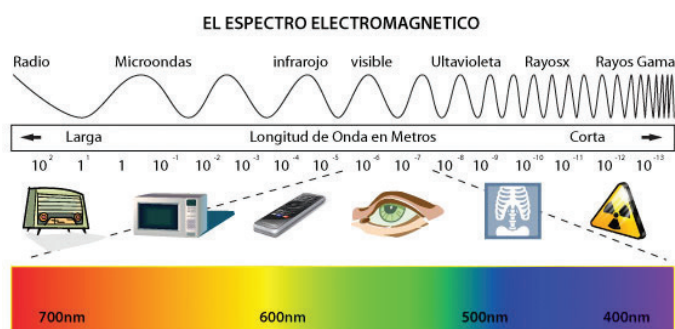 EL ESPECTRO ELECTROMAGNETICO
Radio Microondas infrarojo visible Ultavioleta Rayosx Rayos Gama
Larga Longitud de Onda en Metros Corta
10² 1¹ 1 10⁻¹ 10⁻² 10⁻³ 10⁻⁴ 10⁻⁵ 10⁻⁶ 10⁻⁷ 10⁻⁸ 10⁻⁹ 10⁻¹⁰ 10⁻¹¹ 10⁻¹² 10⁻¹³
700nm 600nm 500nm 400nm